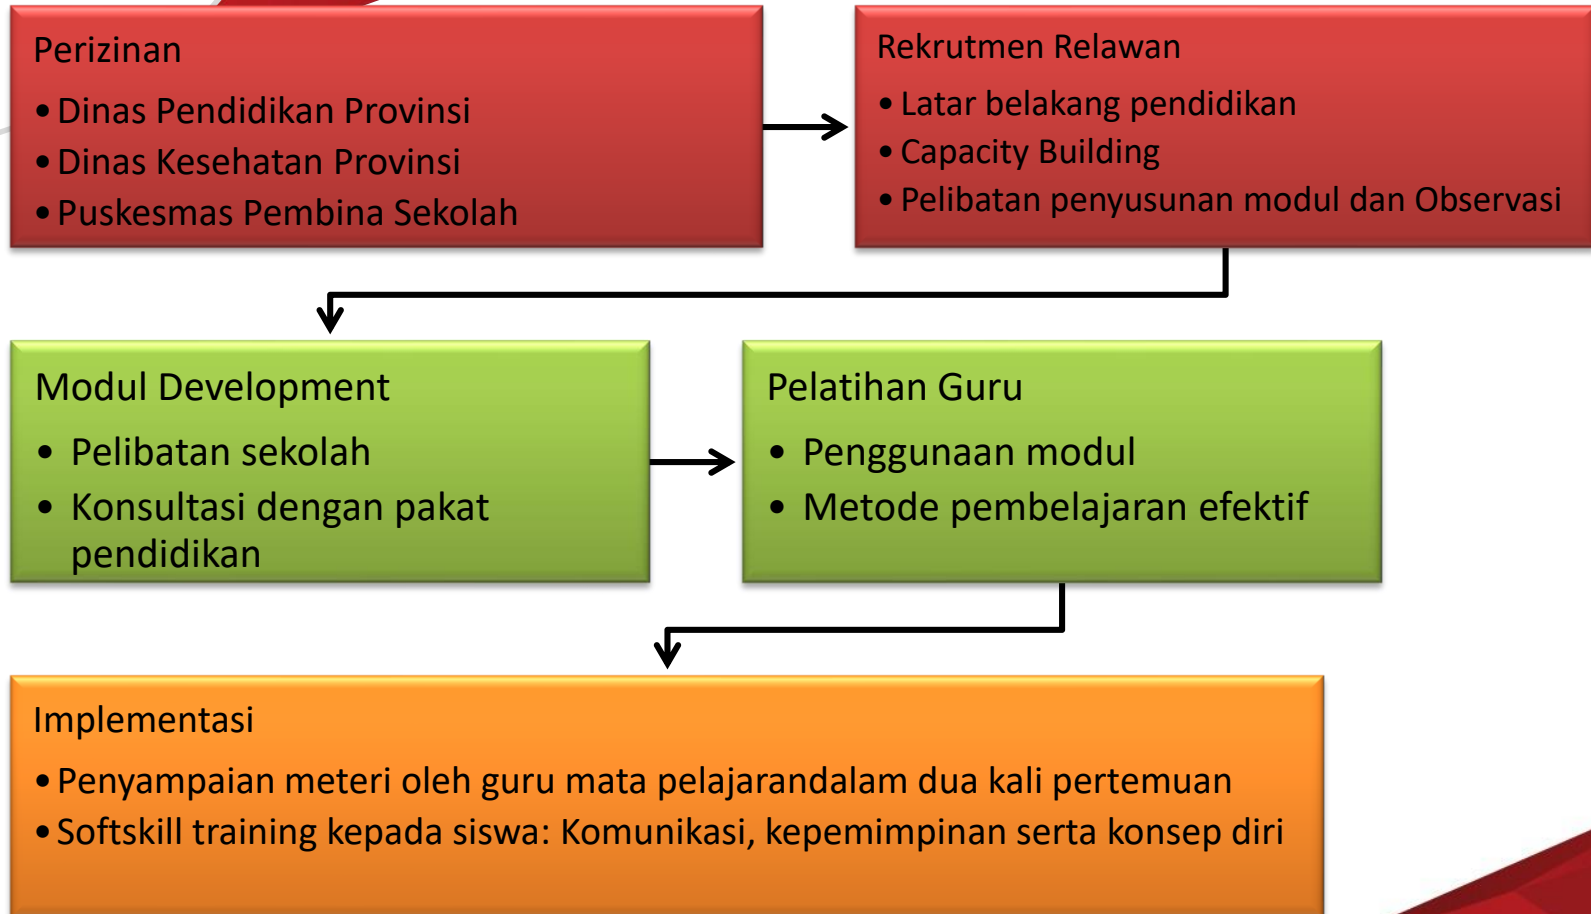 Perizinan
• Dinas Pendidikan Provinsi
• Dinas Kesehatan Provinsi
• Puskesmas Pembina Sekolah
Rekrutmen Relawan
• Latar belakang pendidikan
• Capacity Building
• Pelibatan penyusunan modul dan Observasi
Modul Development
• Pelibatan sekolah
• Konsultasi dengan pakat
pendidikan
Pelatihan Guru
• Penggunaan modul
• Metode pembelajaran efektif
Implementasi
• Penyampaian meteri oleh guru mata pelajarandalam dua kali pertemuan
• Softskill training kepada siswa: Komunikasi, kepemimpinan serta konsep diri